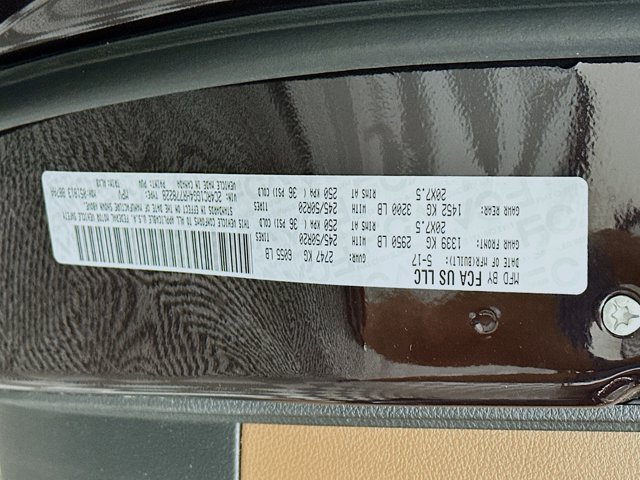 MFD BY FCA US LLC
DATE OF MFR(BUILT): 5-17 GVWR: 2747 KG 6055 LB
GAWR FRONT: 1339 KG 2950 LB WITH 245/50R20 TIRES
20X7.5 RIMS AT 250 KPA 36 PSI COLD
GAWR REAR: 1452 KG 3200 LB WITH 245/50R20 TIRES
20X7.5 RIMS AT 250 KPA 36 PSI COLD
THIS VEHICLE CONFORMS TO ALL APPLICABLE U.S.A. FEDERAL MOTOR VEHICLE SAFETY
STANDARDS IN EFFECT ON THE DATE OF MANUFACTURE SHOWN ABOVE.
TYPE: MPV
VEHICLE MADE IN CANADA PAINT: TRIM: